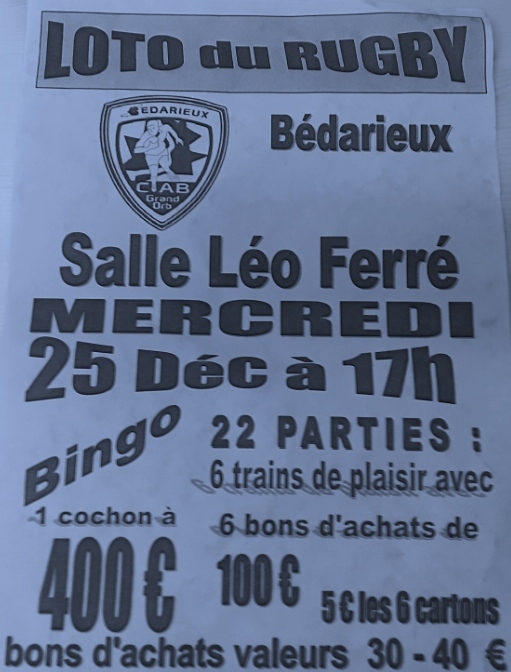 LOTO du RUGBY
BEDARIEUX
Bédarieux
CAB
Grand
Orb
Salle Léo Ferré
MERCREDI
25 Déc à 17h
Bingo
22 PARTIES :
6 trains de plaisir avec
1 cochon à
6 bons d'achats de
400€
100€
5€ les 6 cartons
bons d'achats valeurs 30 - 40 €